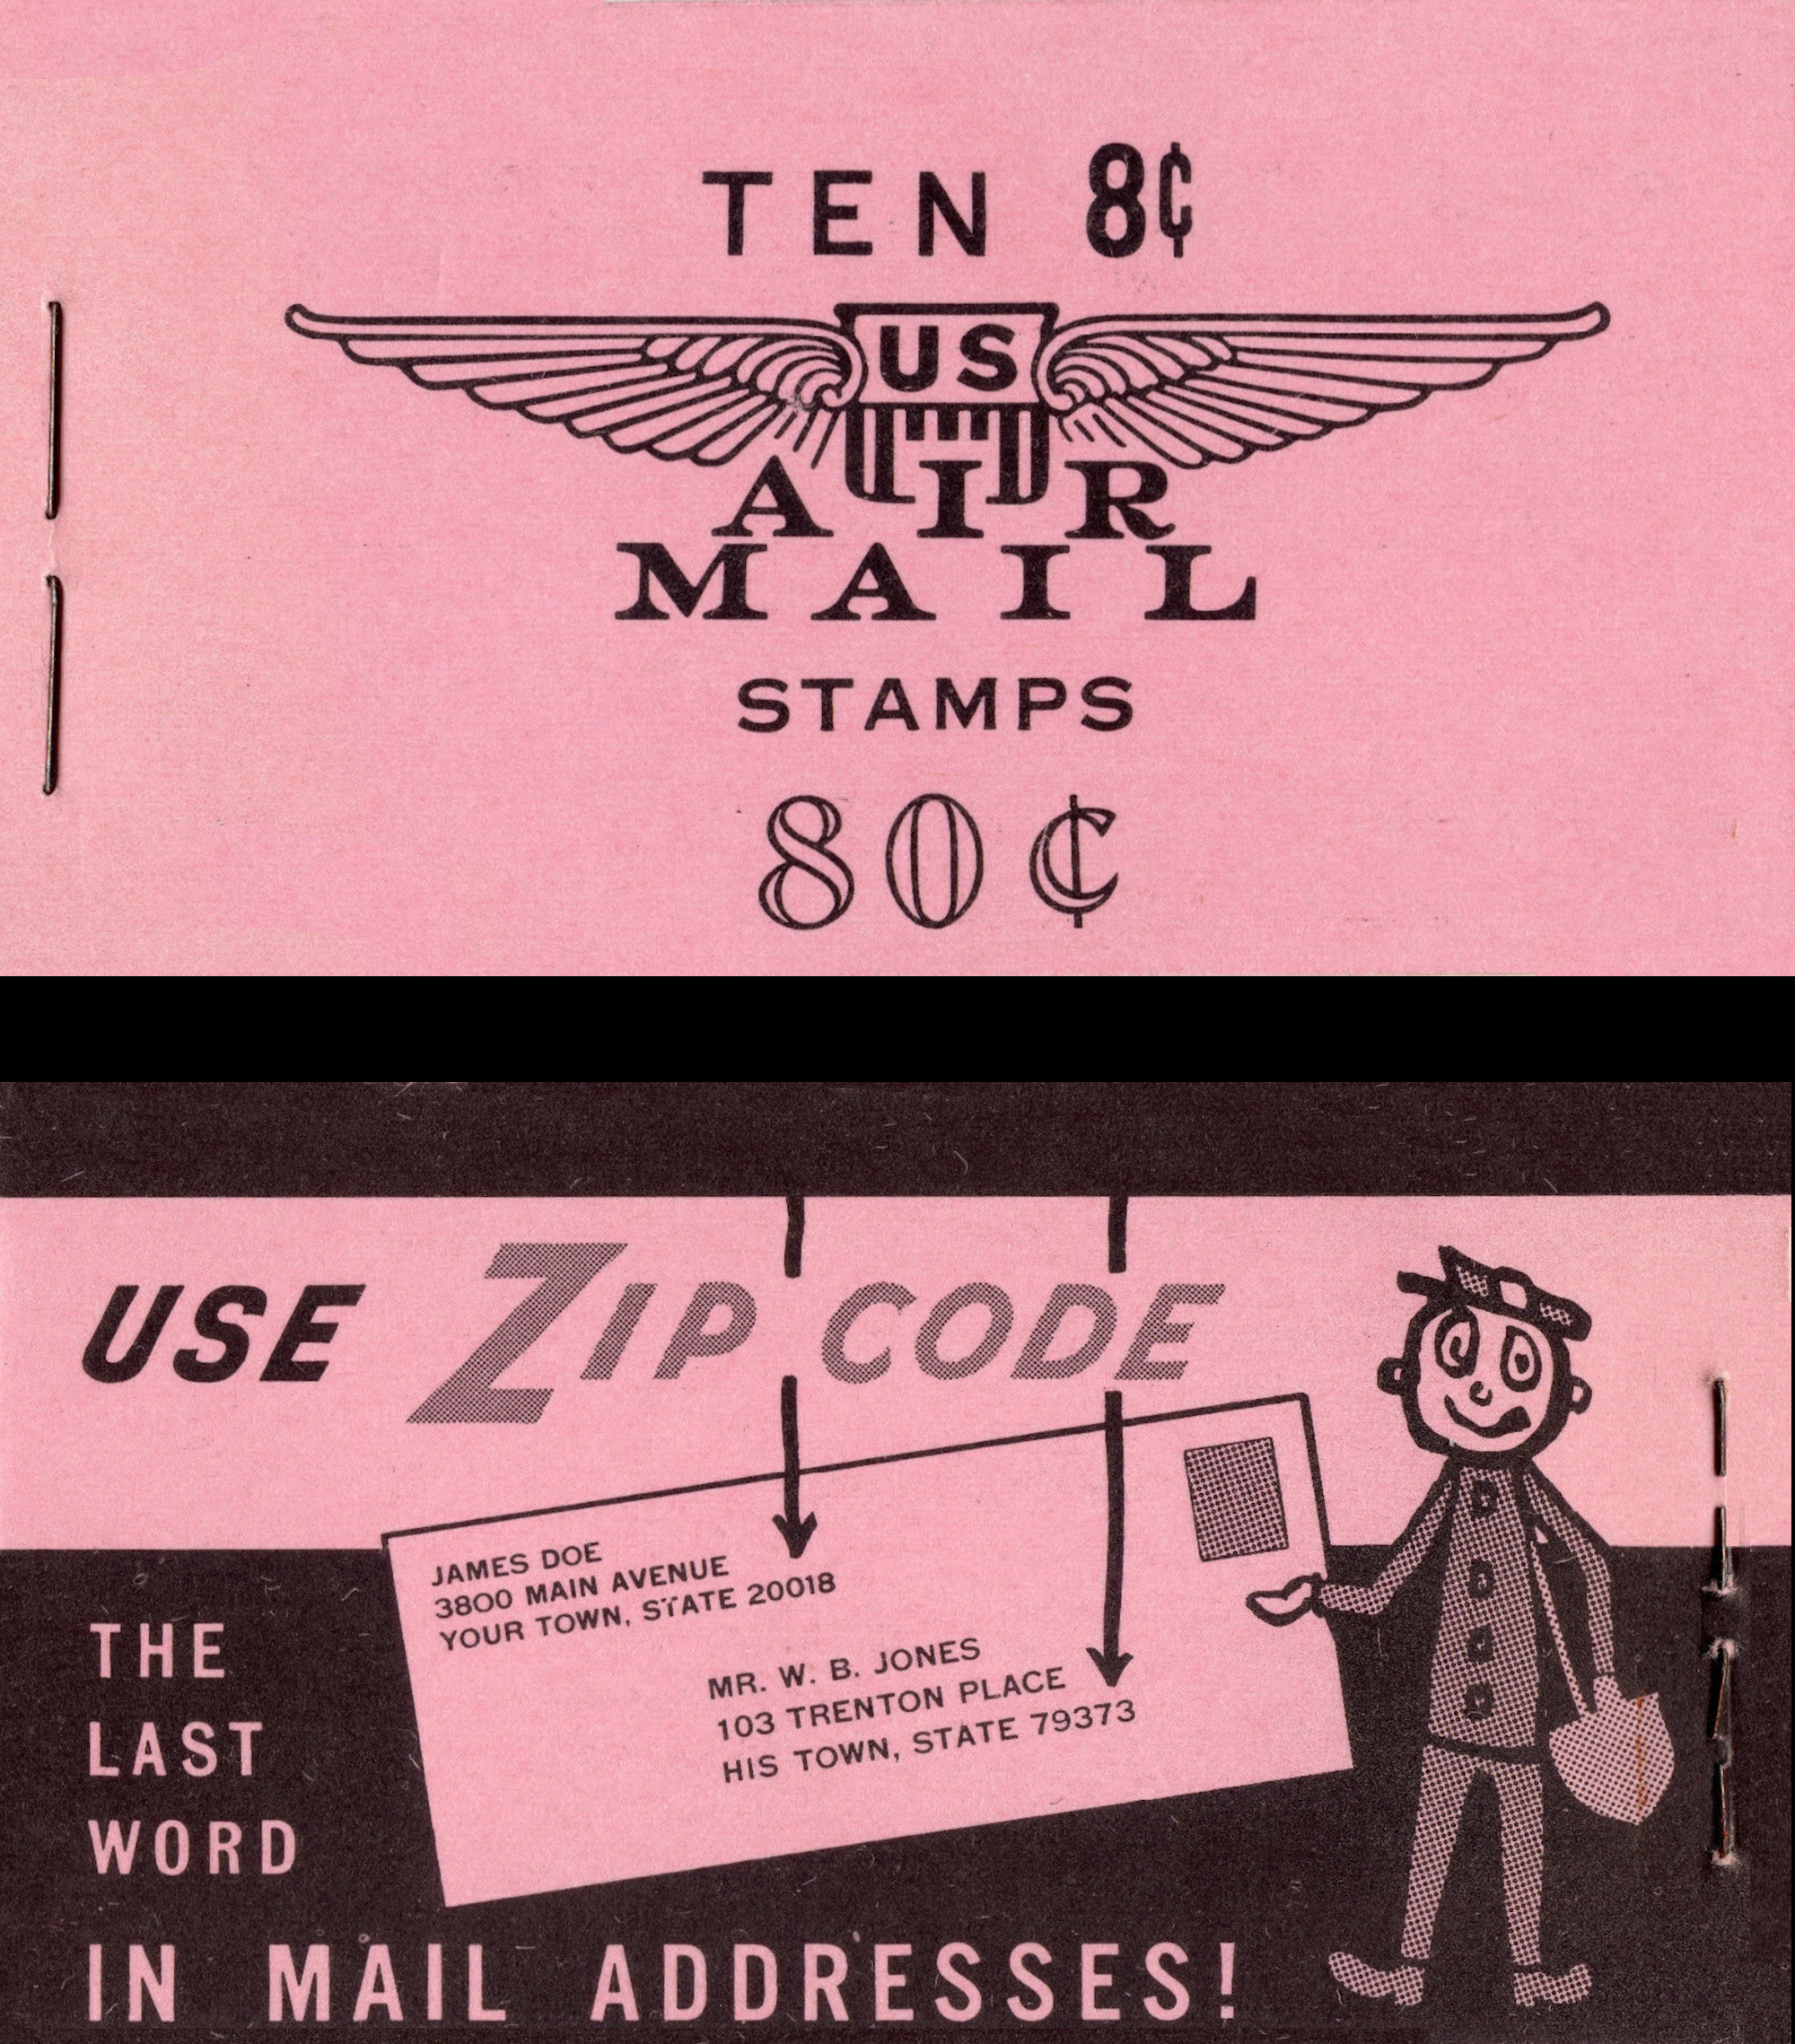 TEN 8¢
US
AIR
MAIL
STAMPS
80¢
USE ZIP CODE
JAMES DOE
3800 MAIN AVENUE
YOUR TOWN, STATE 20018
MR. W. B. JONES
103 TRENTON PLACE
HIS TOWN, STATE 79373
THE
LAST
WORD
IN MAIL ADDRESSES!